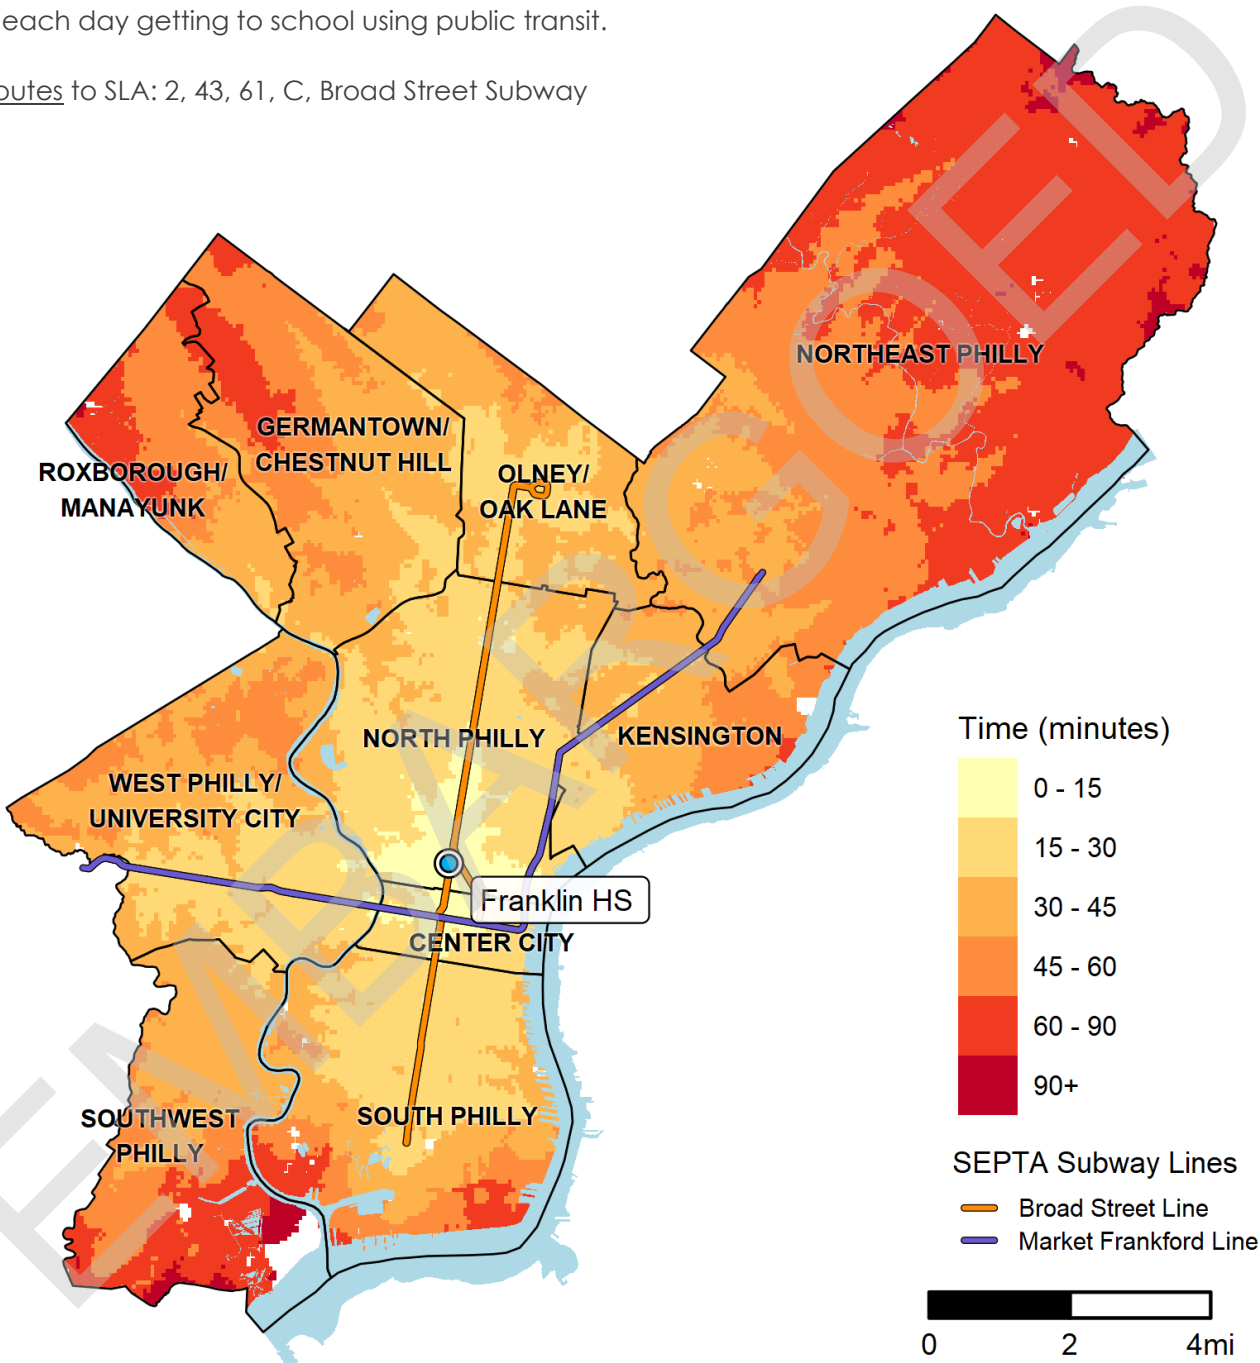 each day getting to school using public transit.
outes to SLA: 2, 43, 61, C, Broad Street Subway
EMBARGOED
NORTHEAST PHILLY
GERMANTOWN/
CHESTNUT HILL
ROXBOROUGH/
MANAYUNK
OLNEY/
OAK LANE
NORTH PHILLY
KENSINGTON
WEST PHILLY/
UNIVERSITY CITY
Franklin HS
CENTER CITY
SOUTHWEST
PHILLY
SOUTH PHILLY
Time (minutes)
0 - 15
15 - 30
30 - 45
45 - 60
60 - 90
90+
SEPTA Subway Lines
Broad Street Line
Market Frankford Line
0 2 4mi